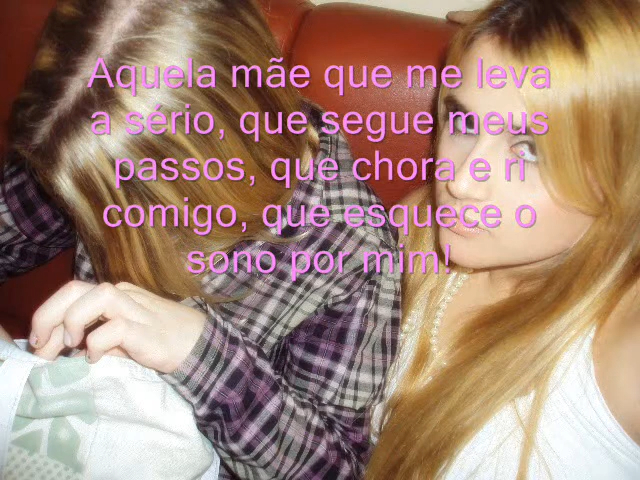 Aquela mãe que me leva
a sério, que segue meus
passos, que chora e ri
comigo, que esquece o
sono por mim!